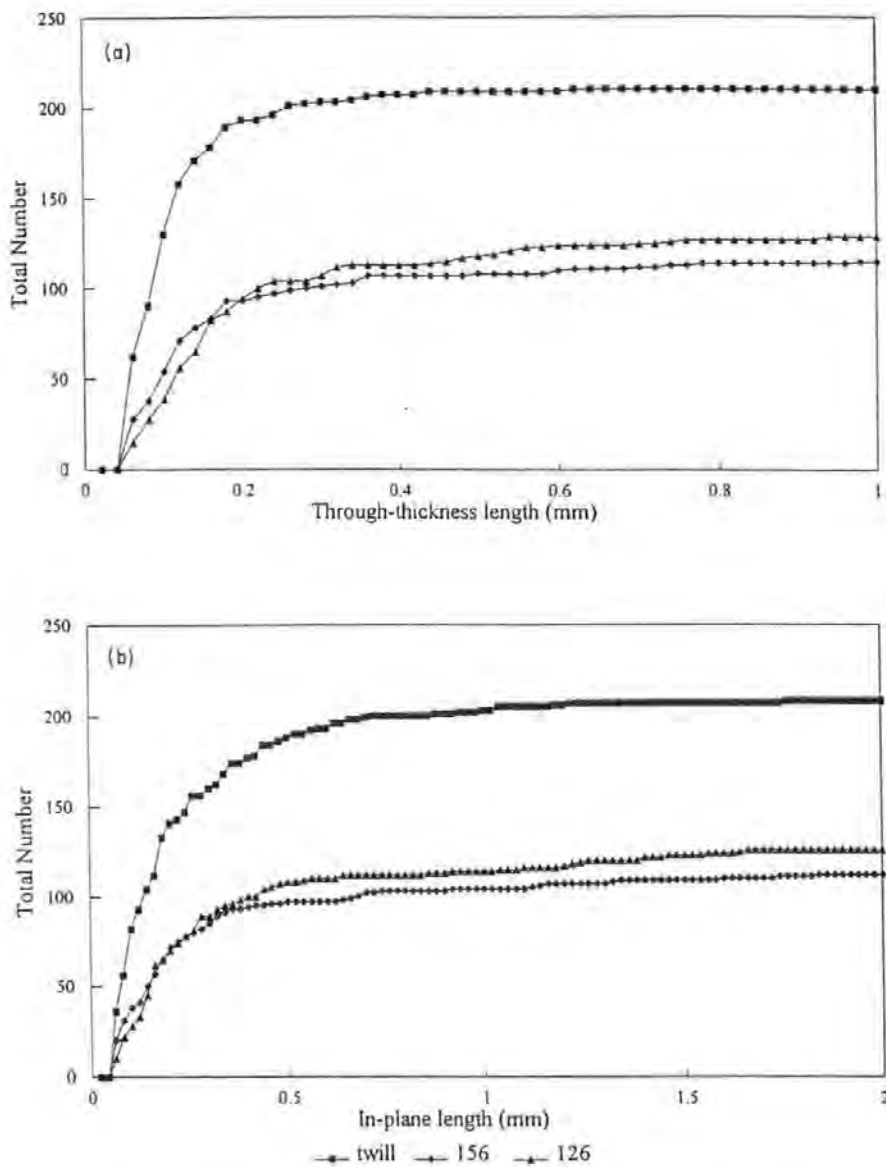 (a)
250
200
150
100
50
0
Total Number
0 0.2 0.4 0.6 0.8 1
Through-thickness length (mm)
(b)
250
200
150
100
50
0
Total Number
0 0.5 1 1.5 2
In-plane length (mm)
twill 156 126